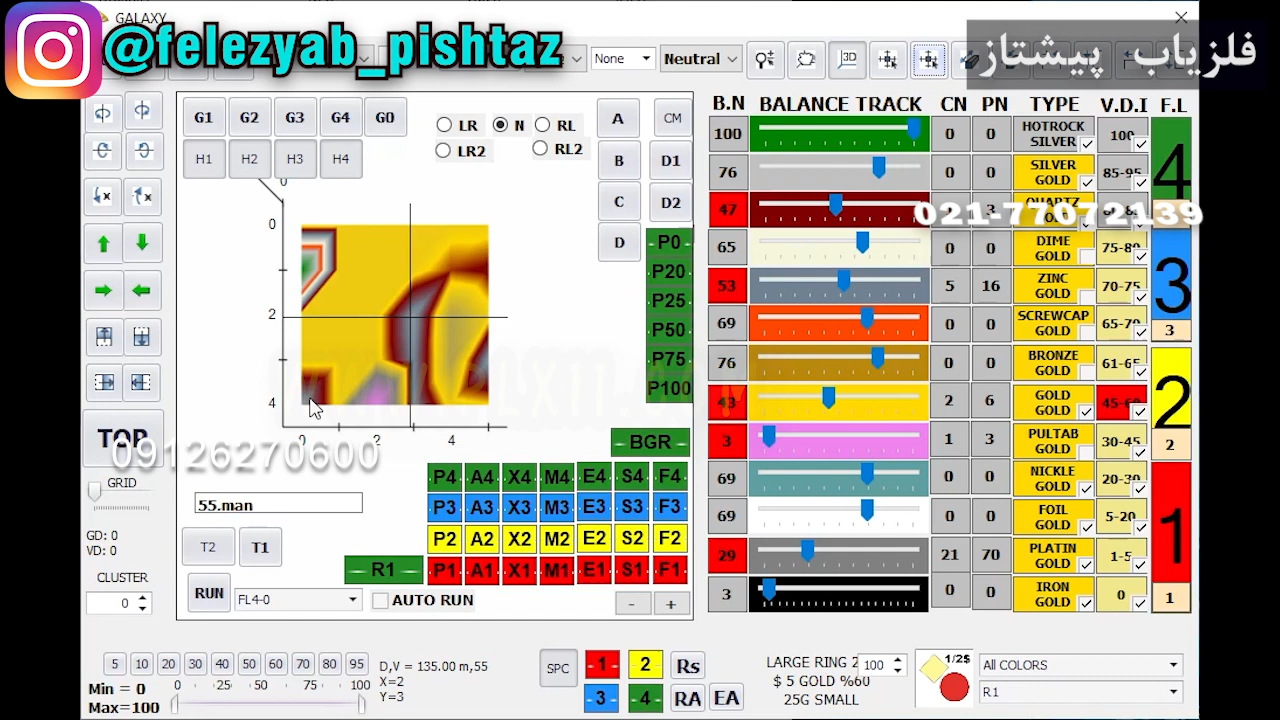 GALAXY
@felezyab_pishtaz
None
Neutral
3D
فلزیاب پیشتاز
G1 G2 G3 G4 G0
LR N RL
LR2 RL2
H1 H2 H3 H4
A CM
B D1
C D2
D
P0
P20
P25
P50
P75
P100
0
0
2
4
0 2 4
BGR
B.N BALANCE TRACK CN PN TYPE V.D.I F.L
100 0 0 HOTROCK SILVER 100 4
76 0 0 SILVER GOLD 85-95
47 3 QUARTZ
021-77072139
65 0 0 DIME GOLD 75-80 3
53 5 16 ZINC GOLD 70-75
69 0 0 SCREWCAP GOLD 65-70 3
76 0 0 BRONZE GOLD 61-65 2
43 2 6 GOLD GOLD 45-60
3 1 3 PULTAB GOLD 30-45 2
69 0 0 NICKLE GOLD 20-30 1
69 0 0 FOIL GOLD 5-20
29 21 70 PLATIN GOLD 1-5
3 0 0 IRON GOLD 0 1
TOP
09126270600
GRID
55.man
GD: 0
VD: 0
T2 T1
CLUSTER
0
RUN
FL4-0
AUTO RUN
P4 A4 X4 M4 E4 S4 F4
P3 A3 X3 M3 E3 S3 F3
P2 A2 X2 M2 E2 S2 F2
R1 P1 A1 X1 M1 E1 S1 F1
- +
5 10 20 30 40 50 60 70 80 95
Min = 0
Max=100
0 25 50 75 100
D,V = 135.00 m,55
X=2
Y=3
SPC
-1- 2 Rs
-3- -4- RA EA
LARGE RING 2 100
$ 5 GOLD %60
25G SMALL
1/2$
All COLORS
R1